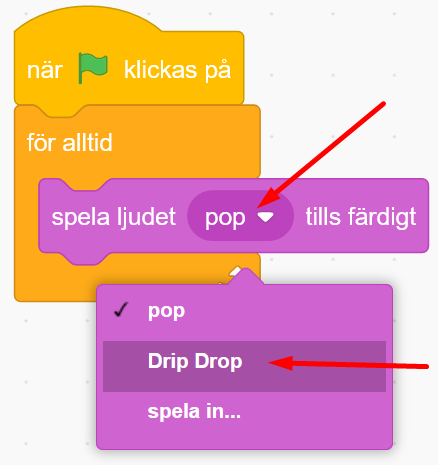 när klickas på
för alltid
spela ljudet pop tills färdigt
pop
Drip Drop
spela in...